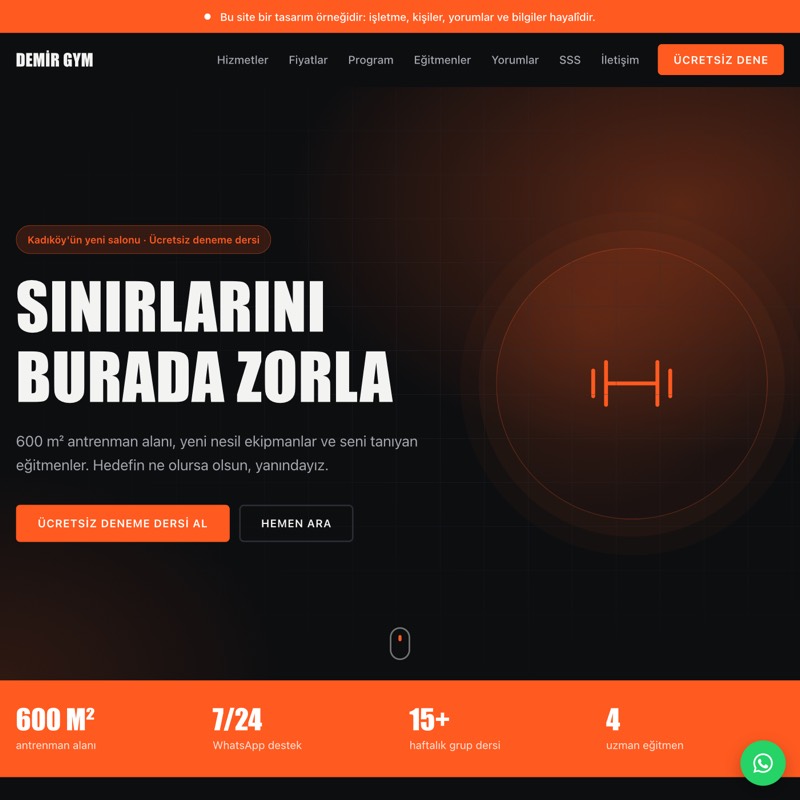 Bu site bir tasarım örneğidir: işletme, kişiler, yorumlar ve bilgiler hayalîdir.
DEMİR GYM
Hizmetler
Fiyatlar
Program
Eğitmenler
Yorumlar
SSS
İletişim
ÜCRETSİZ DENE
Kadıköy'ün yeni salonu · Ücretsiz deneme dersi
SINIRLARINI
BURADA ZORLA
600 m² antrenman alanı, yeni nesil ekipmanlar ve seni tanıyan
eğitmenler. Hedefin ne olursa olsun, yanındayız.
ÜCRETSİZ DENEME DERSİ AL
HEMEN ARA
600 M²
antrenman alanı
7/24
WhatsApp destek
15+
haftalık grup dersi
4
uzman eğitmen